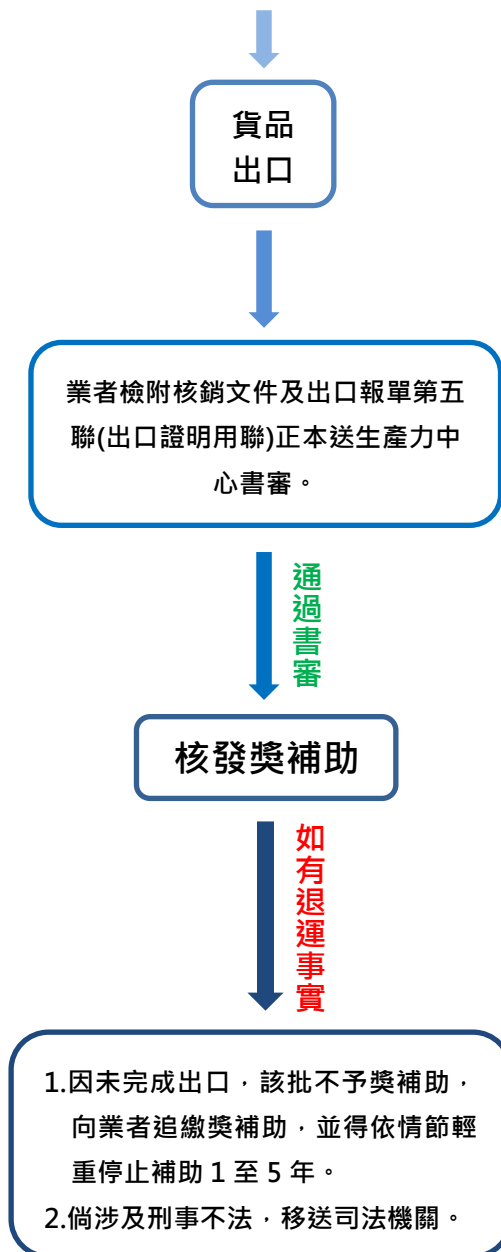 貨品
出口
業者檢附核銷文件及出口報單第五
聯(出口證明用聯)正本送生產力中
心書審。
通過書審
核發獎補助
如有退運事實
1.因未完成出口，該批不予獎補助，
向業者追繳獎補助，並得依情節輕
重停止補助 1 至 5 年。
2.倘涉及刑事不法，移送司法機關。